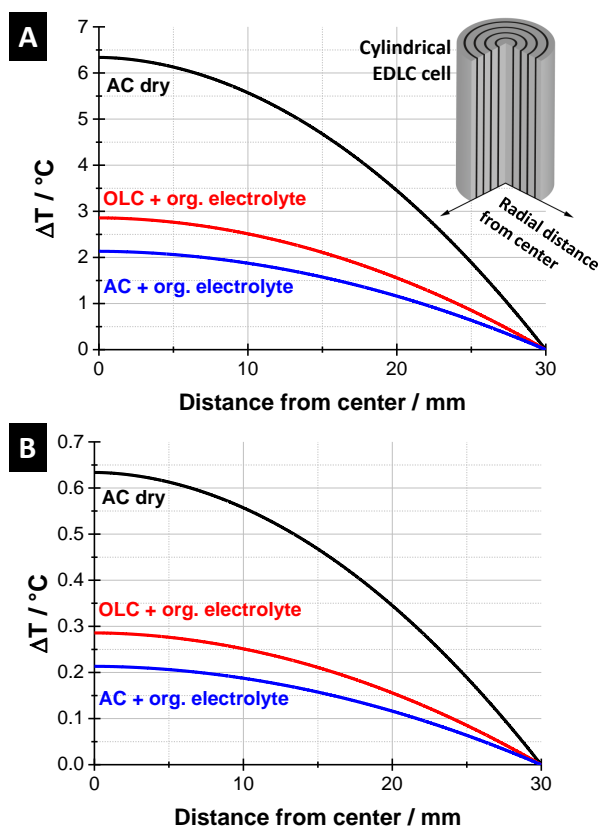 A
7
6
5
4
3
2
1
0
ΔT / °C
AC dry
OLC + org. electrolyte
AC + org. electrolyte
Cylindrical
EDLC cell
Radial distance
from center
0
10
20
30
Distance from center / mm
B
0.7
0.6
0.5
0.4
0.3
0.2
0.1
0.0
ΔT / °C
AC dry
OLC + org. electrolyte
AC + org. electrolyte
0
10
20
30
Distance from center / mm